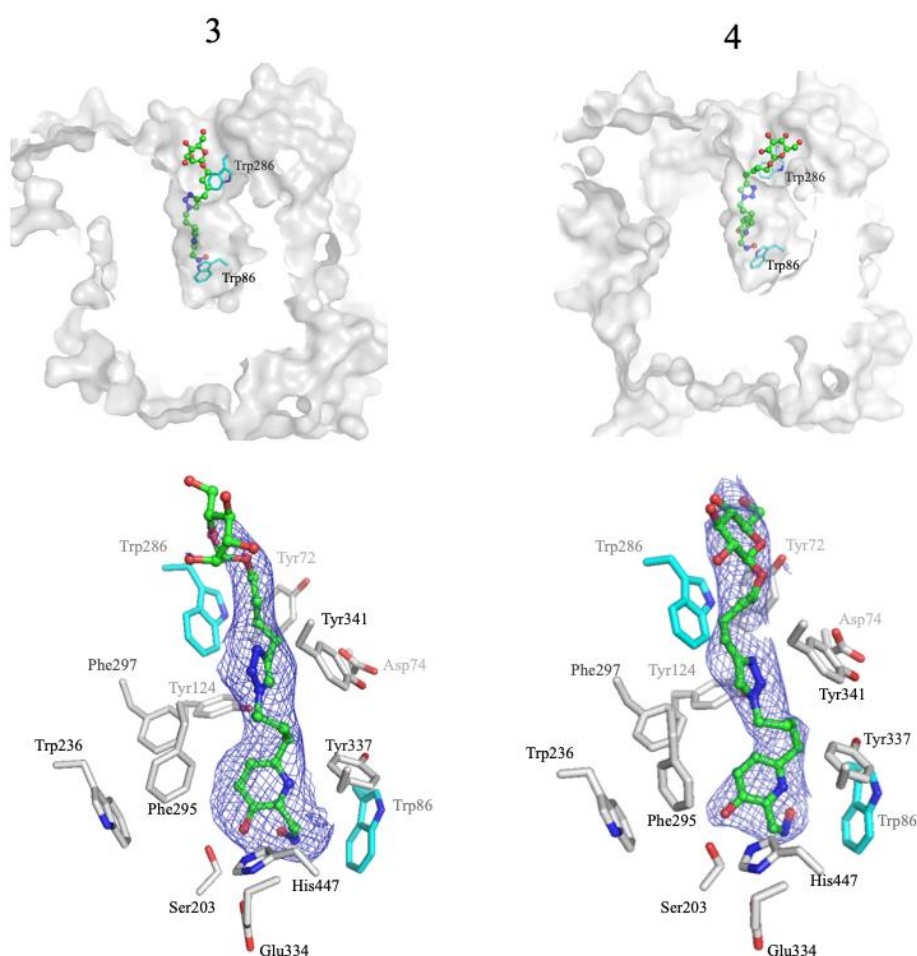 3 4
Trp286 Trp286
Trp86 Trp86
Trp286 Tyr72 Trp286 Tyr72
Tyr341 Asp74
Phe297 Tyr124 Asp74 Phe297 Tyr124 Tyr341
Trp236 Tyr337 Trp236 Tyr337
Phe295 Trp86 Phe295 Trp86
Ser203 His447 Ser203 His447
Glu334 Glu334